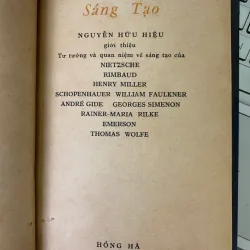 Sáng Tạo
NGUYỄN HỮU HIỆU
giới thiệu
Tư tưởng và quan niệm về sáng tạo của
NIETZSCHE
RIMBAUD
HENRY MILLER
SCHOPENHAUER WILLIAM FAULKNER
ANDRÉ GIDE GEORGES SIMENON
RAINER-MARIA RILKE
EMERSON
THOMAS WOLFE
HỒNG HÀ